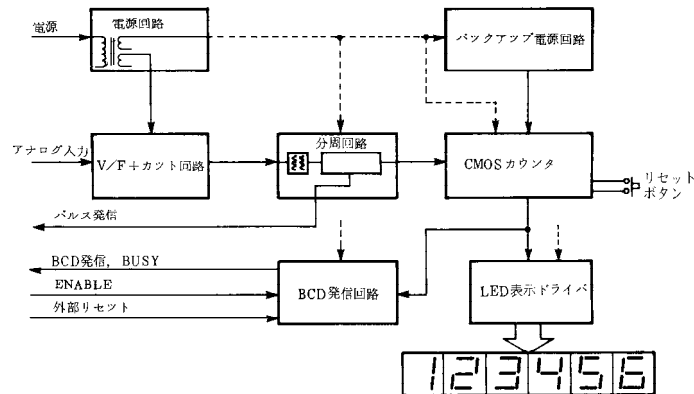 電源
電源回路
バックアップ電源回路
アナログ入力
V/F+カット回路
分周回路
CMOSカウンタ
リセット
ボタン
パルス発信
BCD発信, BUSY
ENABLE
外部リセット
BCD発信回路
LED表示ドライバ
123456